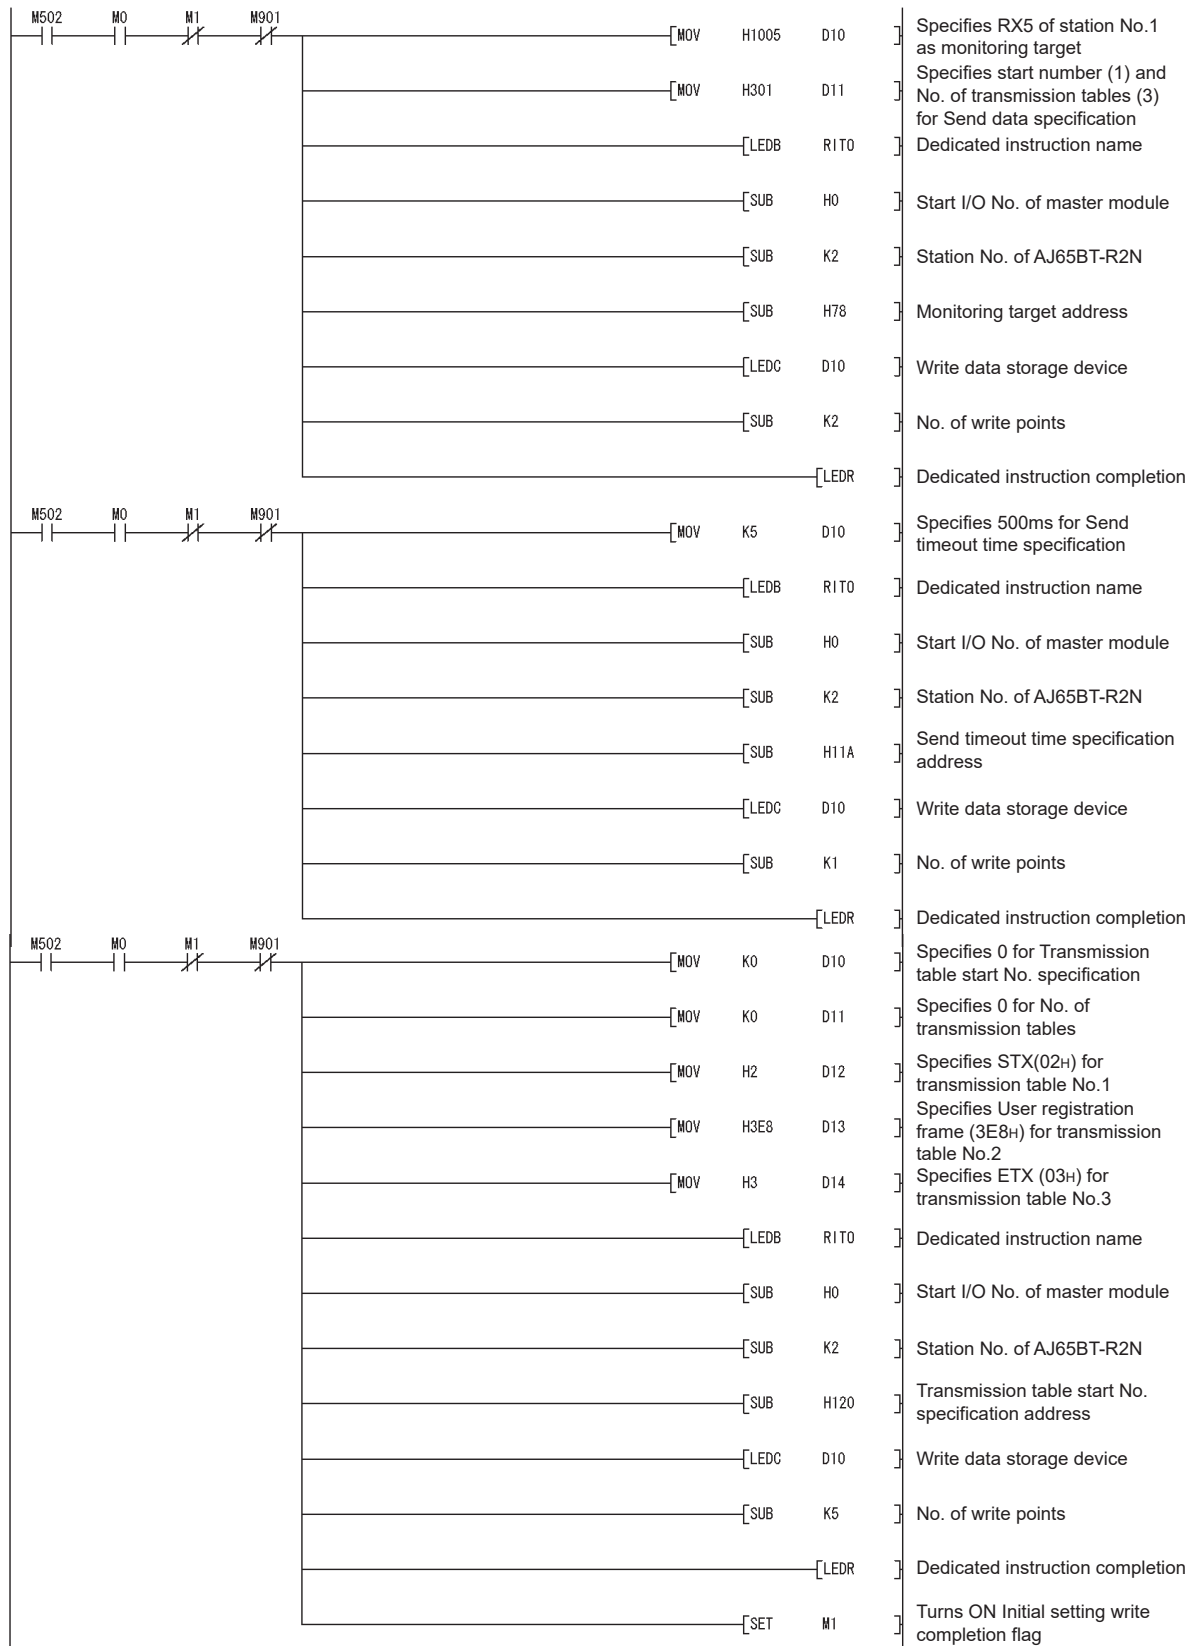 M502 M0 M1 M901
MOV H1005 D10 Specifies RX5 of station No.1
as monitoring target
MOV H301 D11 Specifies start number (1) and
No. of transmission tables (3)
for Send data specification
LEDB RITO Dedicated instruction name
SUB H0 Start I/O No. of master module
SUB K2 Station No. of AJ65BT-R2N
SUB H78 Monitoring target address
LEDC D10 Write data storage device
SUB K2 No. of write points
LEDR Dedicated instruction completion
M502 M0 M1 M901
MOV K5 D10 Specifies 500ms for Send
timeout time specification
LEDB RITO Dedicated instruction name
SUB H0 Start I/O No. of master module
SUB K2 Station No. of AJ65BT-R2N
SUB H11A Send timeout time specification
address
LEDC D10 Write data storage device
SUB K1 No. of write points
LEDR Dedicated instruction completion
M502 M0 M1 M901
MOV K0 D10 Specifies 0 for Transmission
table start No. specification
MOV K0 D11 Specifies 0 for No. of
transmission tables
MOV H2 D12 Specifies STX(02H) for
transmission table No.1
MOV H3E8 D13 Specifies User registration
frame (3E8H) for transmission
table No.2
MOV H3 D14 Specifies ETX (03H) for
transmission table No.3
LEDB RITO Dedicated instruction name
SUB H0 Start I/O No. of master module
SUB K2 Station No. of AJ65BT-R2N
SUB H120 Transmission table start No.
specification address
LEDC D10 Write data storage device
SUB K5 No. of write points
LEDR Dedicated instruction completion
SET M1 Turns ON Initial setting write
completion flag